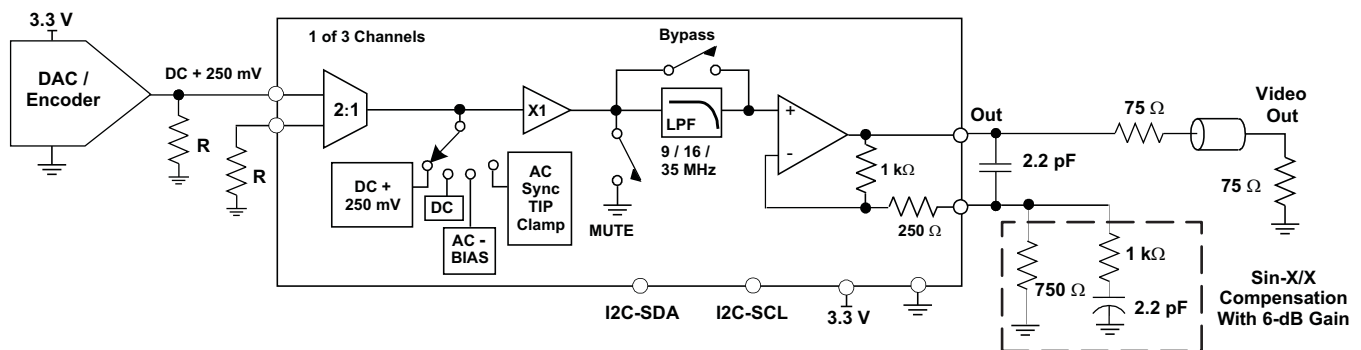 3.3 V
1 of 3 Channels
DAC /
Encoder
DC + 250 mV
R
R
2:1
DC +
250 mV
DC
AC -
BIAS
AC
Sync
TIP
Clamp
X1
MUTE
Bypass
LPF
9 / 16 /
35 MHz
+
-
1 kΩ
250 Ω
Out
2.2 pF
75 Ω
Video
Out
75 Ω
750 Ω
1 kΩ
2.2 pF
Sin-X/X
Compensation
With 6-dB Gain
I2C-SDA
I2C-SCL
3.3 V